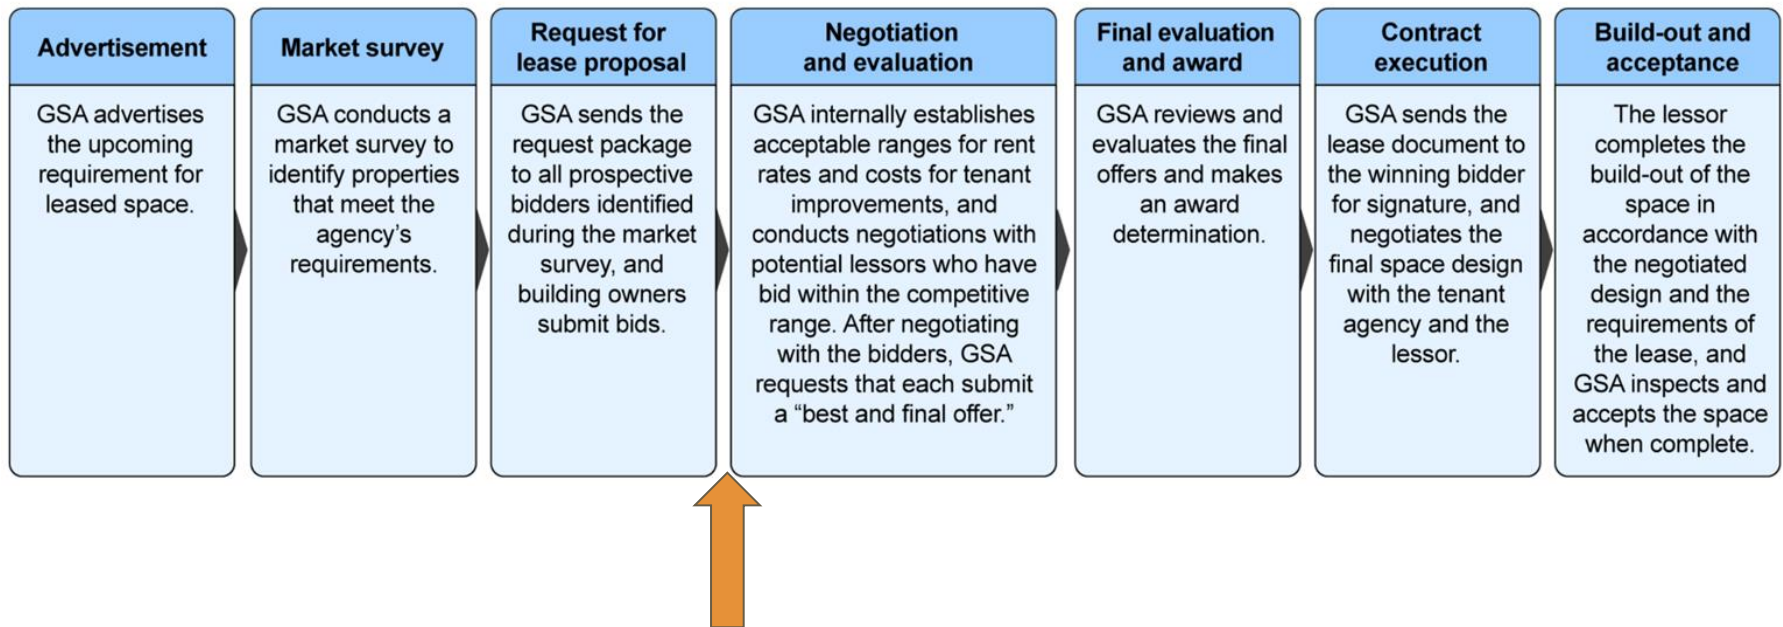 Advertisement
GSA advertises
the upcoming
requirement for
leased space.
Market survey
GSA conducts a
market survey to
identify properties
that meet the
agency’s
requirements.
Request for
lease proposal
GSA sends the
request package
to all prospective
bidders identified
during the market
survey, and
building owners
submit bids.
Negotiation
and evaluation
GSA internally establishes
acceptable ranges for rent
rates and costs for tenant
improvements, and
conducts negotiations with
potential lessors who have
bid within the competitive
range. After negotiating
with the bidders, GSA
requests that each submit
a “best and final offer.”
Final evaluation
and award
GSA reviews and
evaluates the final
offers and makes
an award
determination.
Contract
execution
GSA sends the
lease document to
the winning bidder
for signature, and
negotiates the
final space design
with the tenant
agency and the
lessor.
Build-out and
acceptance
The lessor
completes the
build-out of the
space in
accordance with
the negotiated
design and the
requirements of
the lease, and
GSA inspects and
accepts the space
when complete.